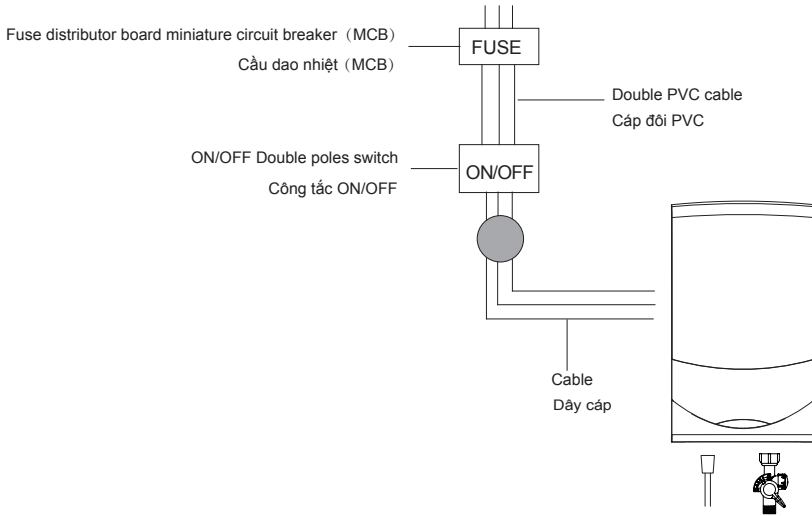 Fuse distributor board miniature circuit breaker（MCB）
Cầu dao nhiệt（MCB）
FUSE
Double PVC cable
Cáp đôi PVC
ON/OFF Double poles switch
Công tắc ON/OFF
ON/OFF
Cable
Dây cáp